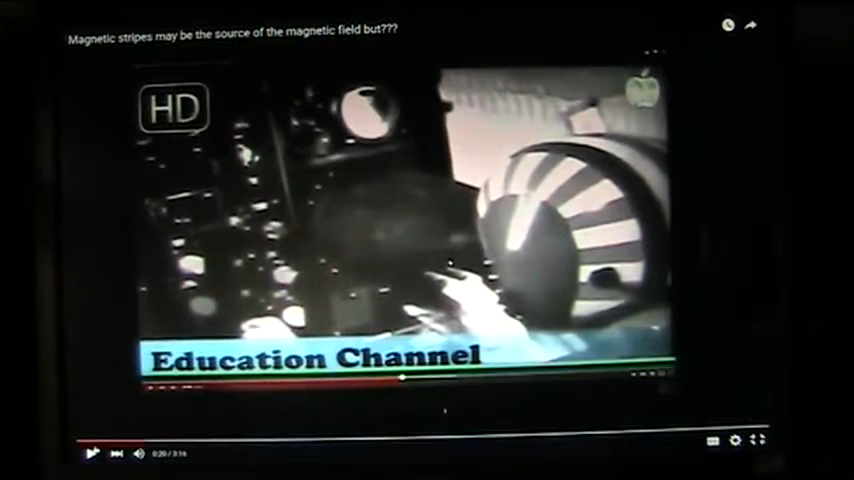 Magnetic stripes may be the source of the magnetic field but???
HD
Education Channel
0:20 / 3:16